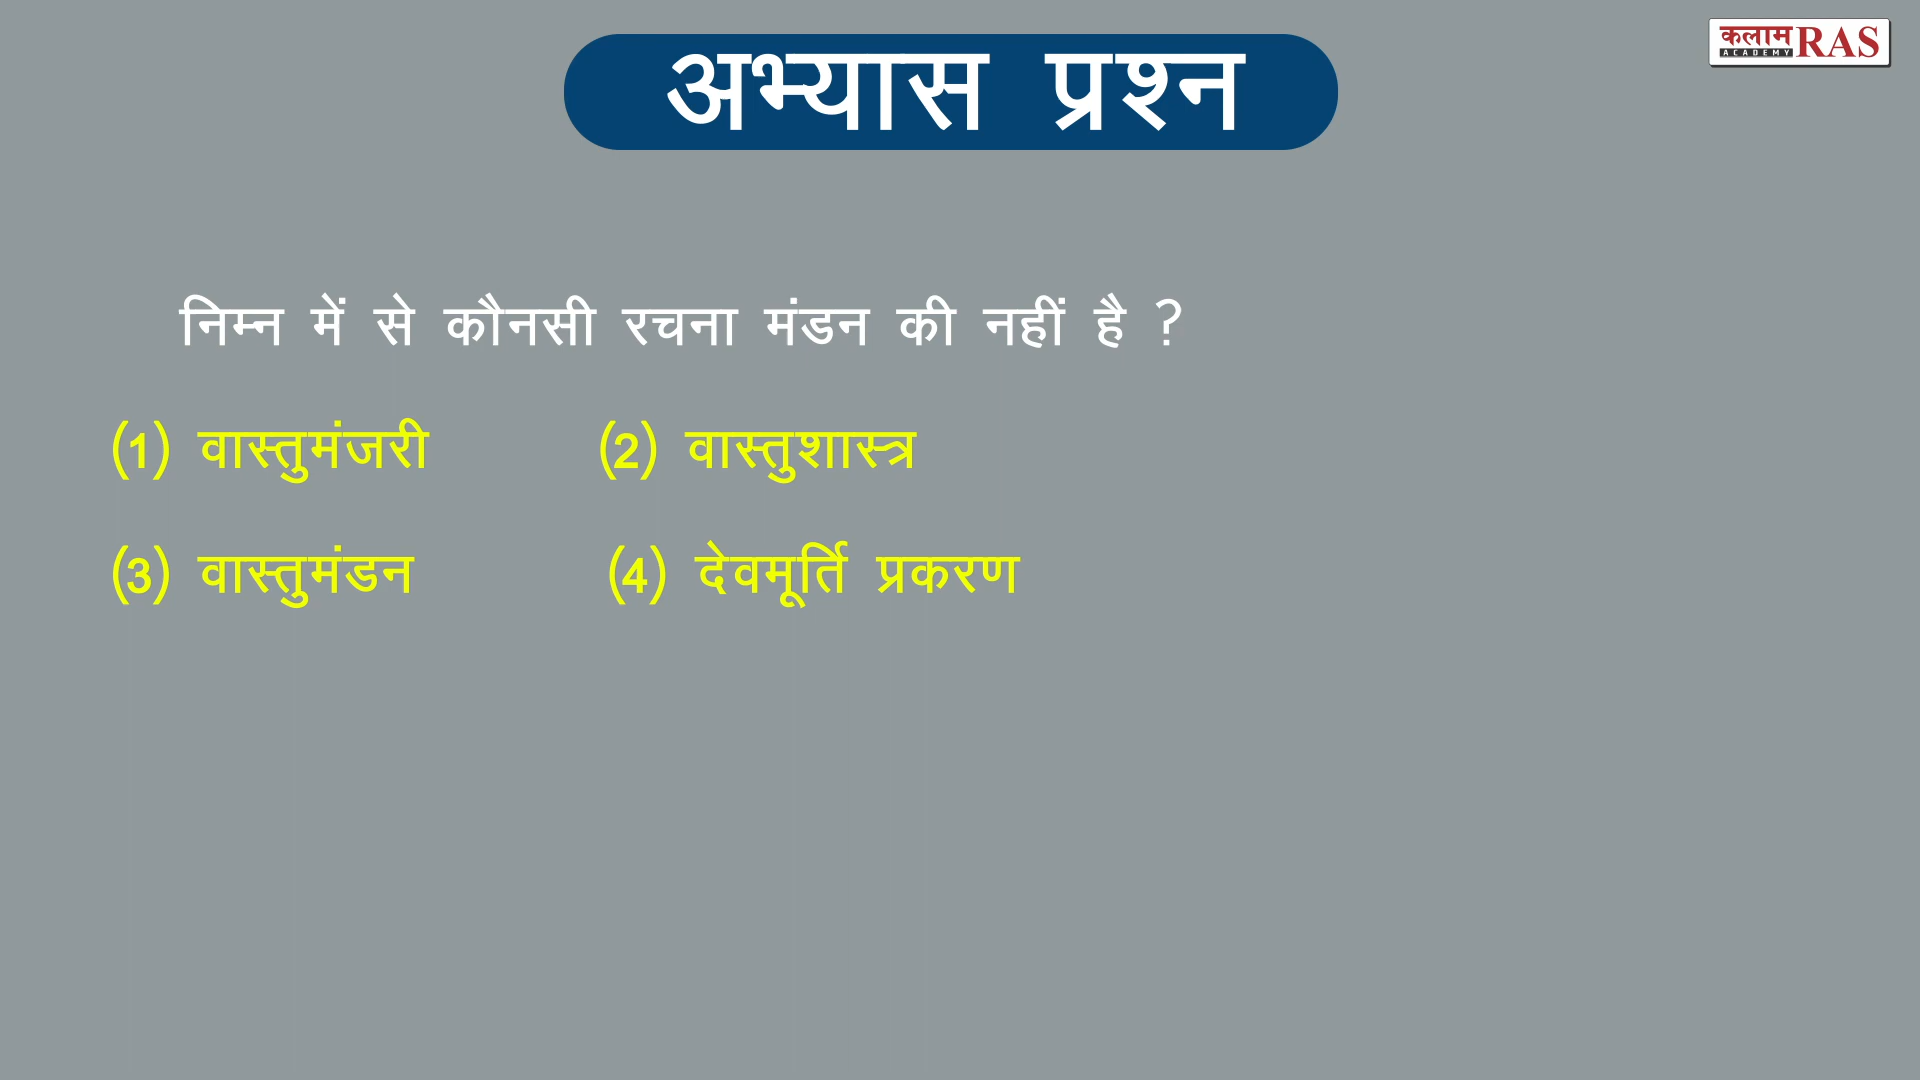 अभ्यास प्रश्न
कलाम
ACADEMY
RAS
निम्न में से कौनसी रचना मंडन की नहीं है ?
(1) वास्तुमंजरी (2) वास्तुशास्त्र
(3) वास्तुमंडन (4) देवमूर्ति प्रकरण